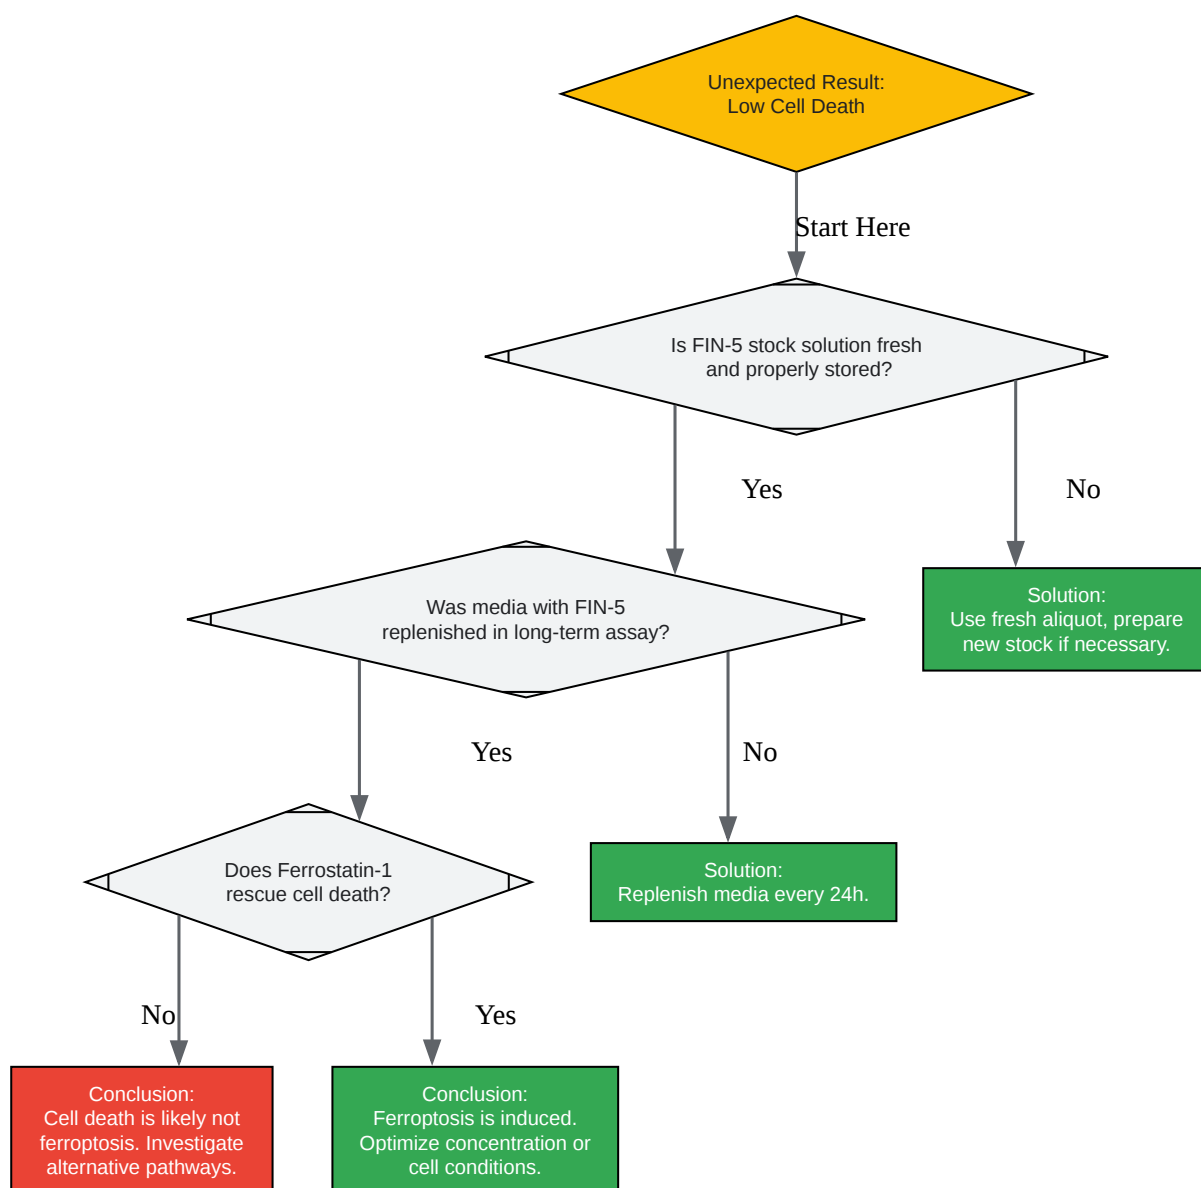 Unexpected Result:
Low Cell Death
Start Here
Is FIN-5 stock solution fresh
and properly stored?
Yes
No
Was media with FIN-5
replenished in long-term assay?
Solution:
Use fresh aliquot, prepare
new stock if necessary.
Yes
No
Does Ferrostatin-1
rescue cell death?
Solution:
Replenish media every 24h.
No
Yes
Conclusion:
Cell death is likely not
ferroptosis. Investigate
alternative pathways.
Conclusion:
Ferroptosis is induced.
Optimize concentration or
cell conditions.